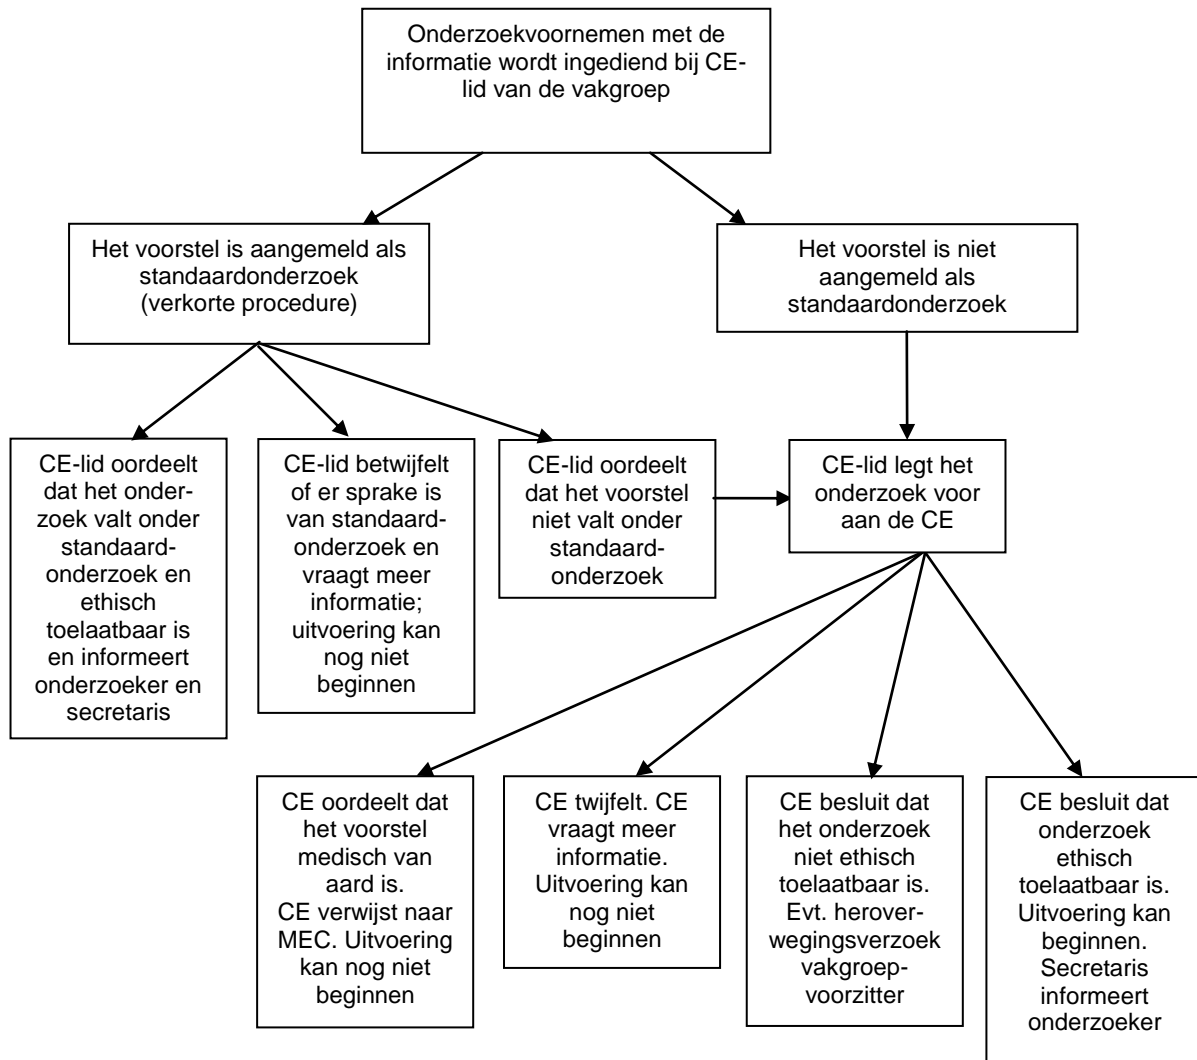 Onderzoekvoornemen met de
informatie wordt ingediend bij CE-
lid van de vakgroep
Het voorstel is aangemeld als
standaardonderzoek
(verkorte procedure)
Het voorstel is niet
aangemeld als
standaardonderzoek
CE-lid oordeelt
dat het onder-
zoek valt onder
standaard-
onderzoek en
ethisch
toelaatbaar is
en informeert
onderzoeker en
secretaris
CE-lid betwijfelt
of er sprake is
van standaard-
onderzoek en
vraagt meer
informatie;
uitvoering kan
nog niet
beginnen
CE-lid oordeelt
dat het voorstel
niet valt onder
standaard-
onderzoek
CE-lid legt het
onderzoek voor
aan de CE
CE oordeelt dat
het voorstel
medisch van
aard is.
CE verwijst naar
MEC. Uitvoering
kan nog niet
beginnen
CE twijfelt. CE
vraagt meer
informatie.
Uitvoering kan
nog niet
beginnen
CE besluit dat
het onderzoek
niet ethisch
toelaatbaar is.
Evt. herover-
wegingsverzoek
vakgroep-
voorzitter
CE besluit dat
onderzoek
ethisch
toelaatbaar is.
Uitvoering kan
beginnen.
Secretaris
informeert
onderzoeker